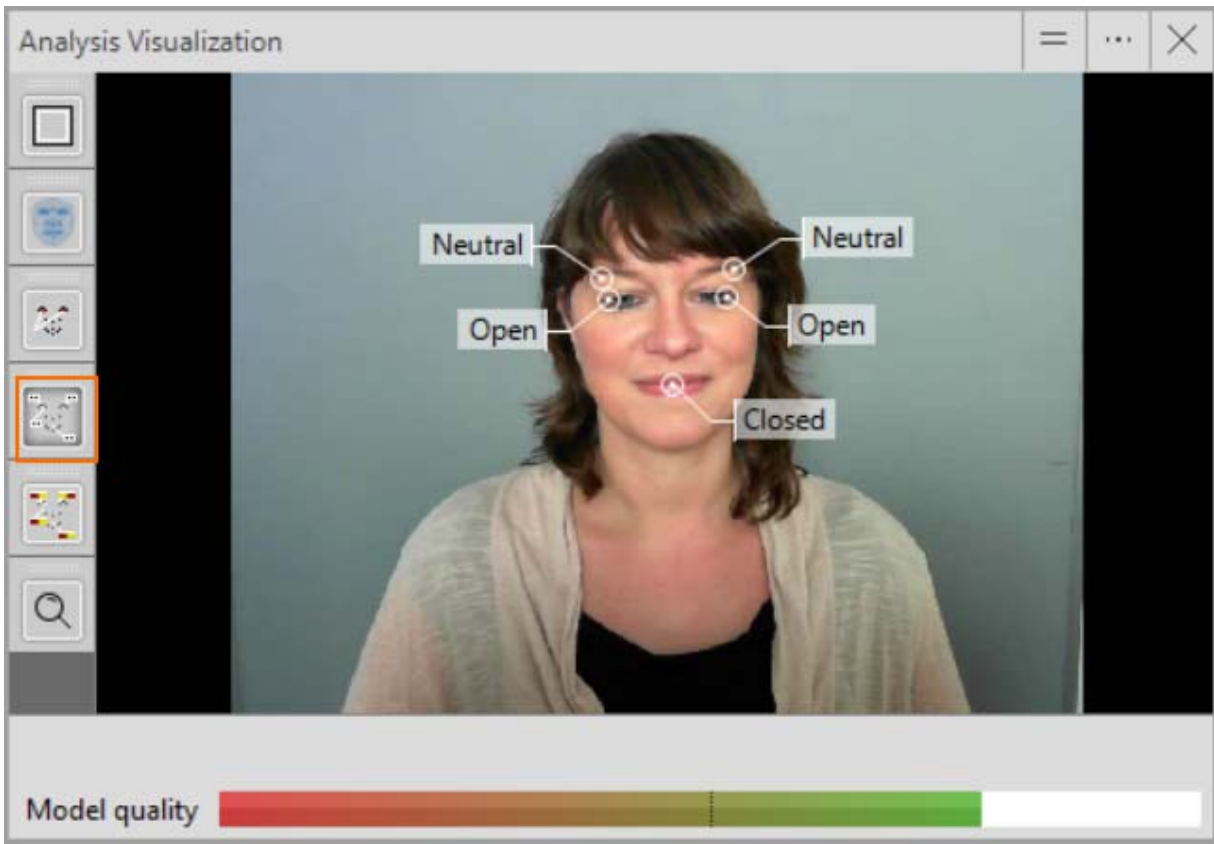 Analysis Visualization
Neutral
Neutral
Open
Open
Closed
Model quality